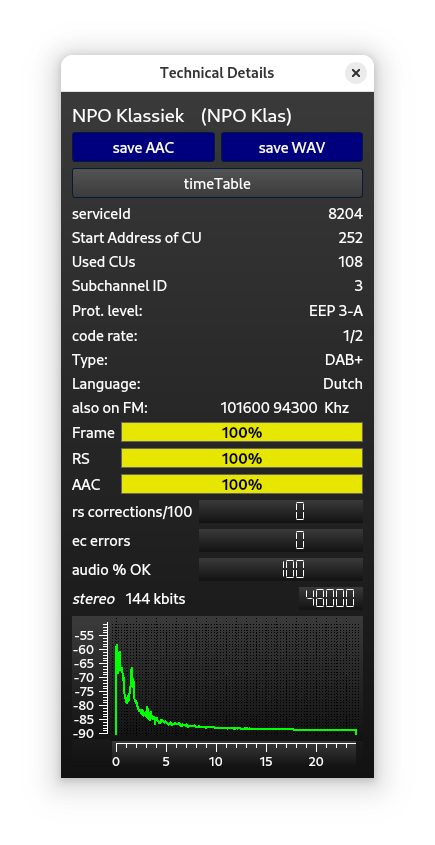 Technical Details
NPO Klassiek (NPO Klas)
save AAC save WAV
timeTable
serviceId 8204
Start Address of CU 252
Used CUs 108
Subchannel ID 3
Prot. level: EEP 3-A
code rate: 1/2
Type: DAB+
Language: Dutch
also on FM: 101600 94300 Khz
Frame 100%
RS 100%
AAC 100%
rs corrections/100 0
ec errors 0
audio % OK 100
stereo 144 kbits 48000
-55
-60
-65
-70
-75
-80
-85
-90
0 5 10 15 20